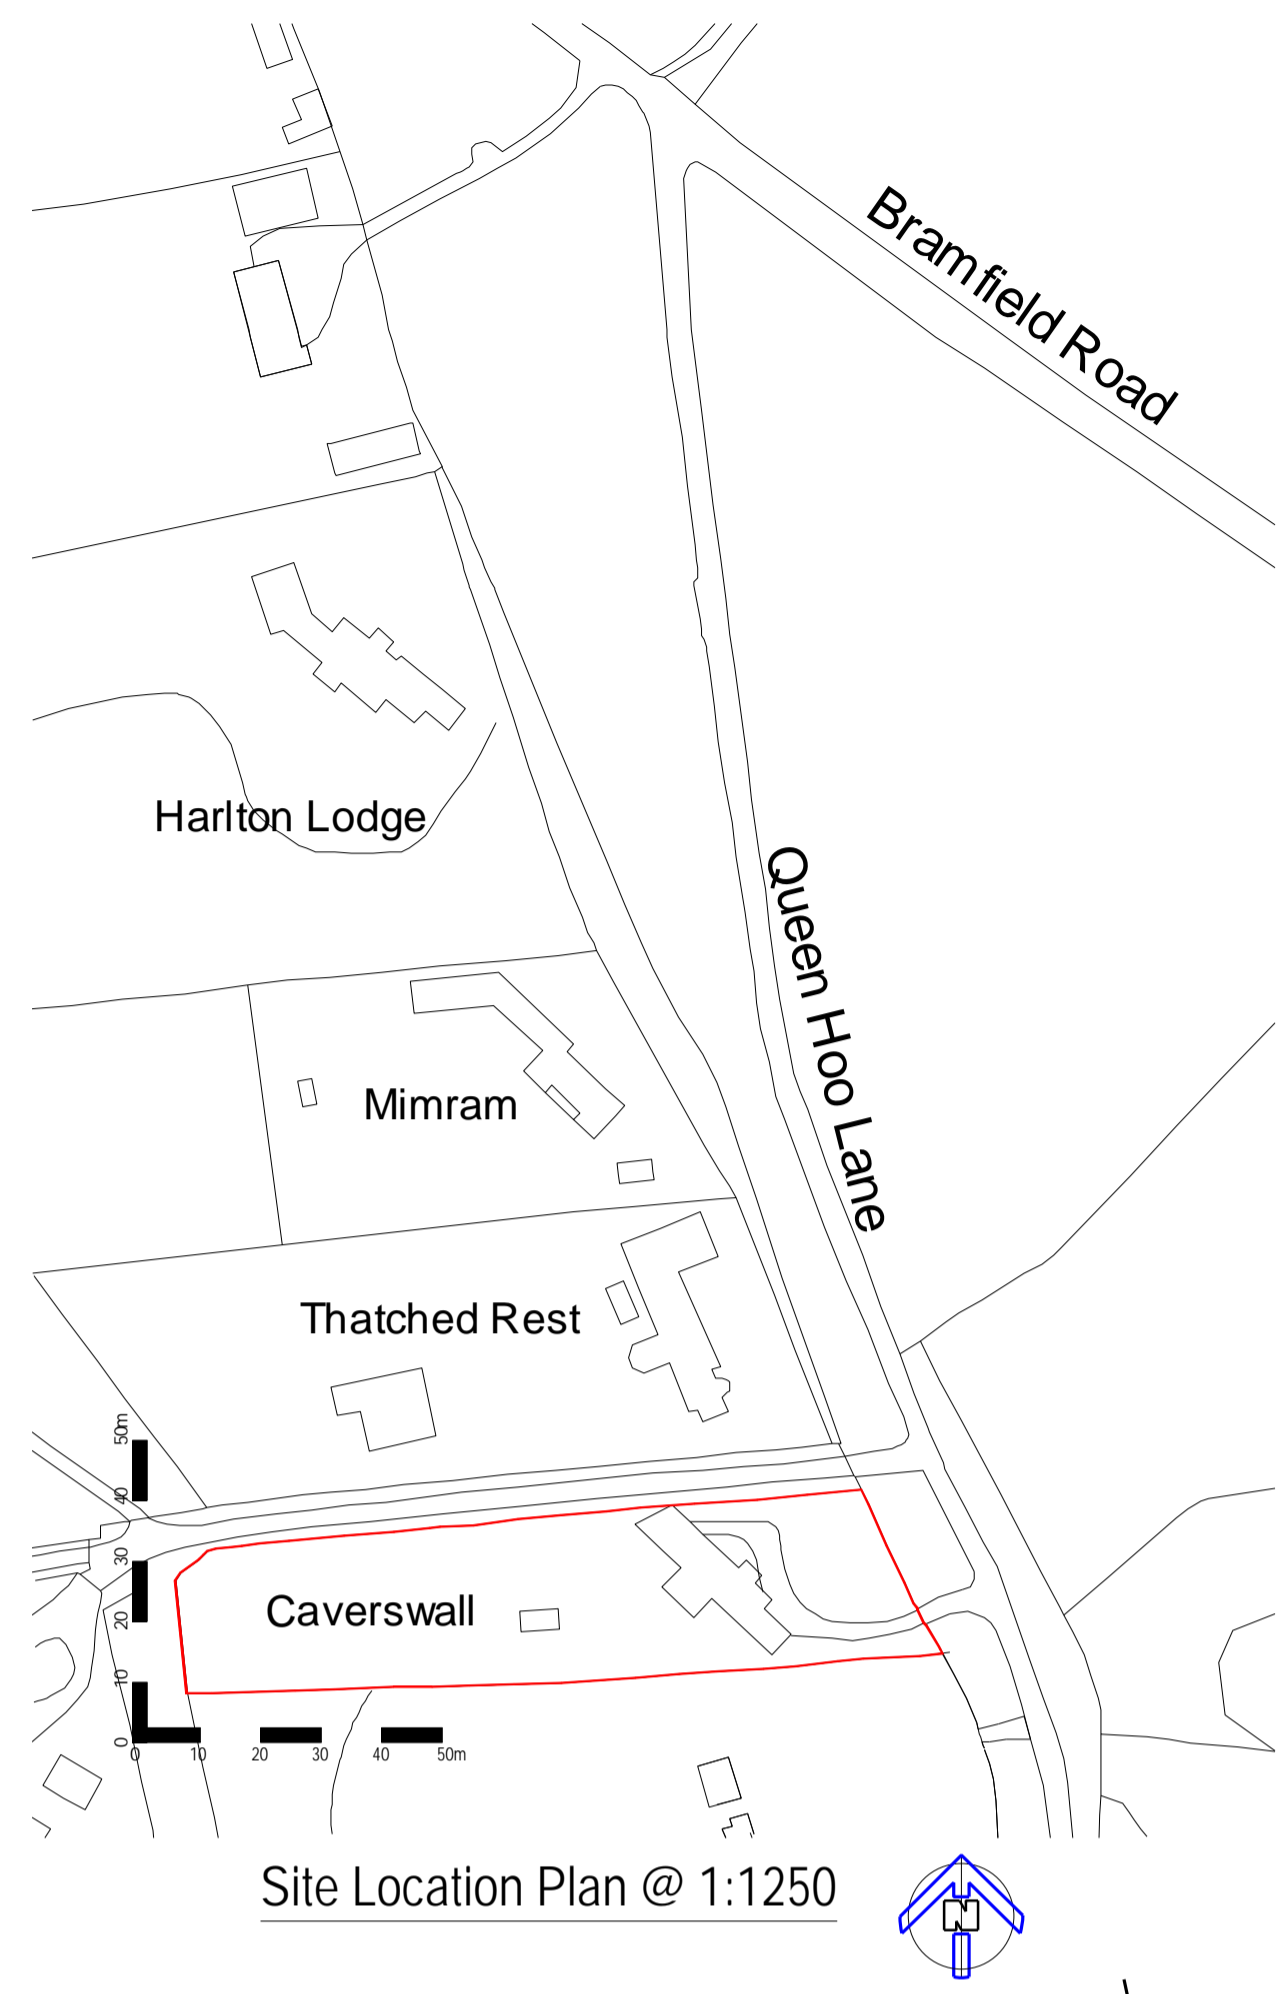 Bramfield Road
Harlton Lodge
Queen Hoo Lane
Mimram
Thatched Rest
50m
40
30
20
10
0
Caverswall
0 10 20 30 40 50m
Site Location Plan @ 1:1250
N